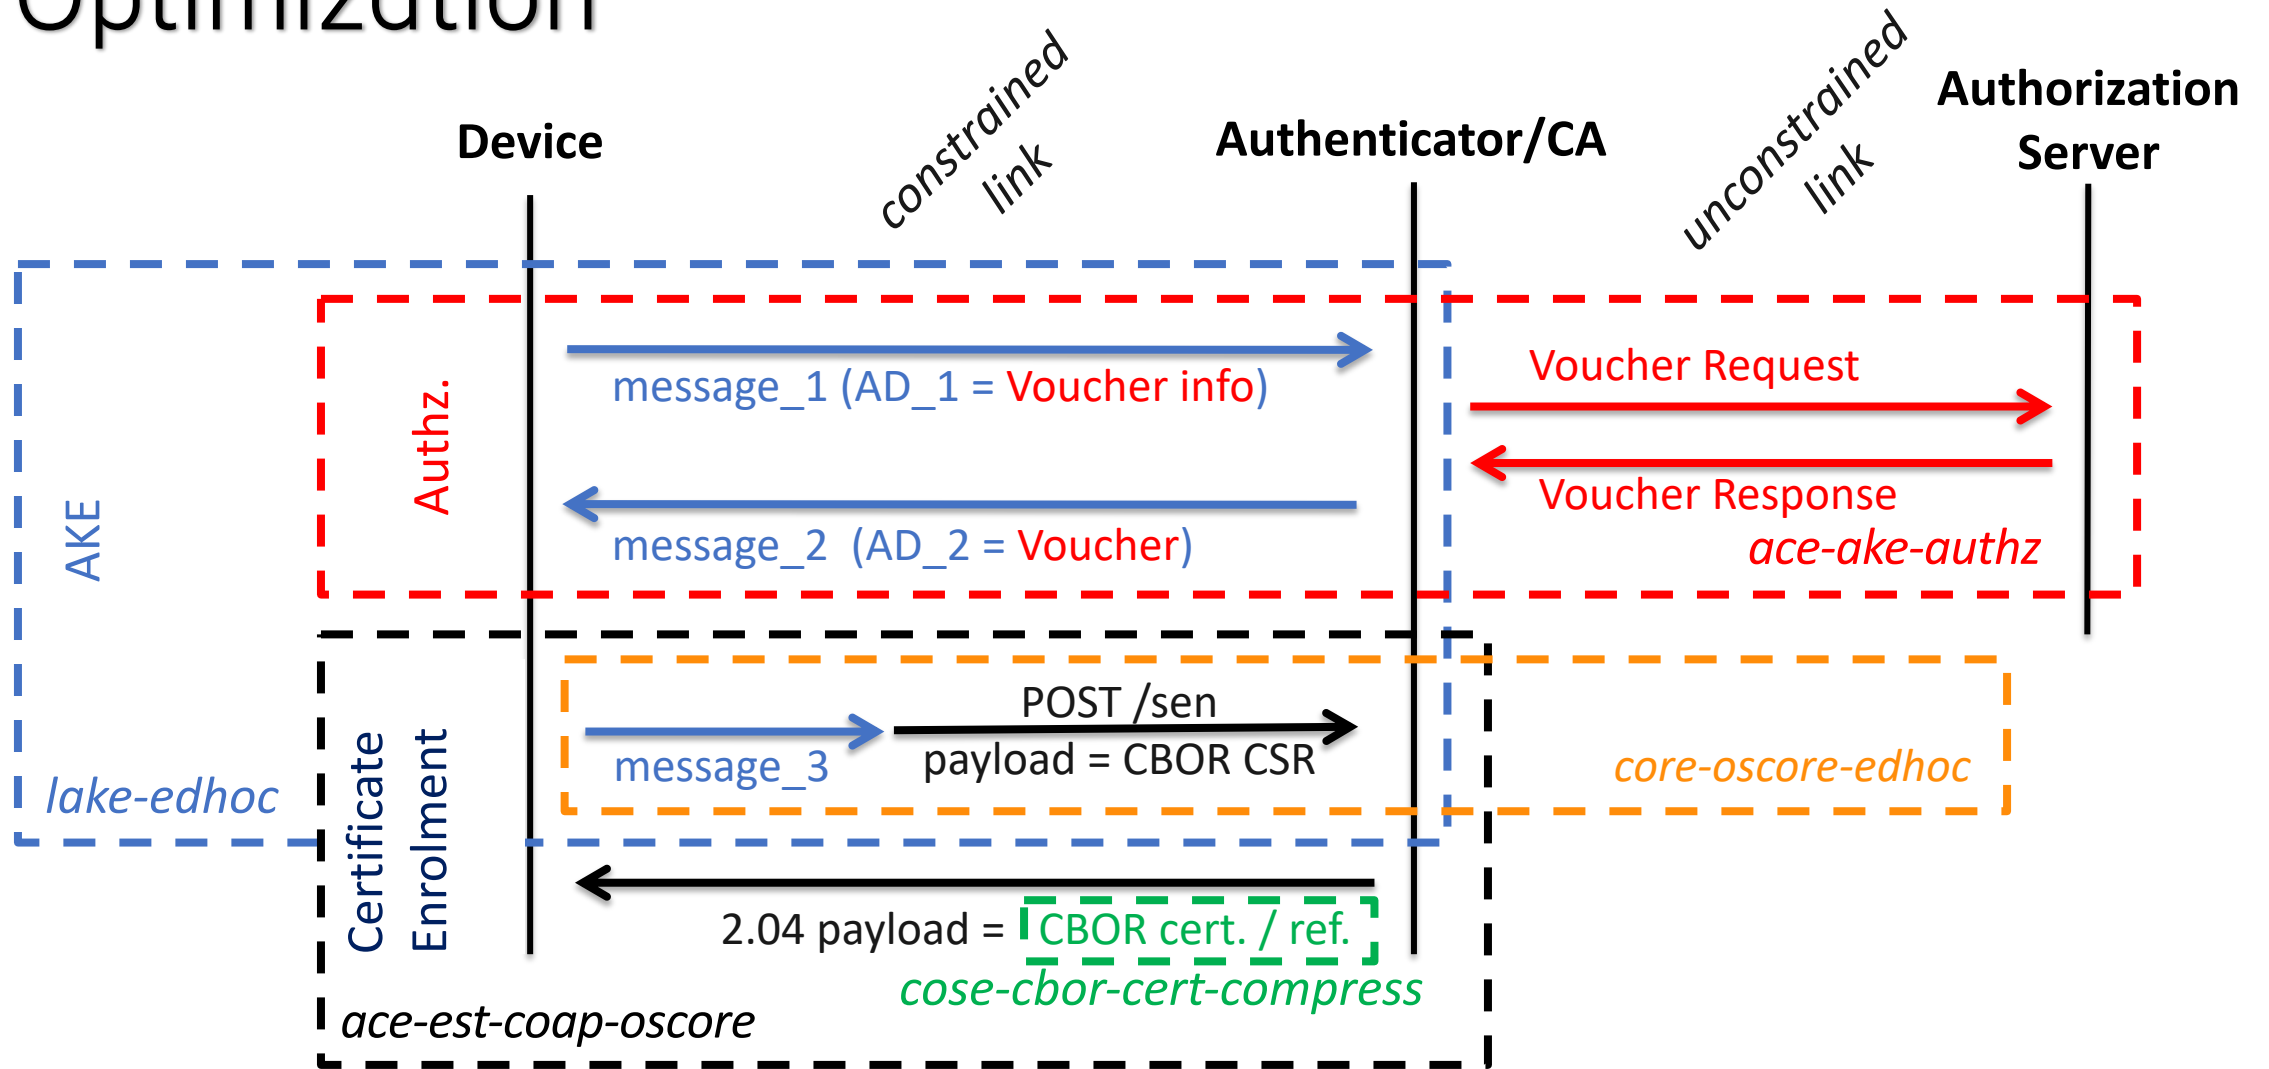 Optimization
constrained
link
unconstrained
link
Device
Authenticator/CA
Authorization
Server
message_1 (AD_1 = Voucher info)
Voucher Request
Authz.
Voucher Response
message_2 (AD_2 = Voucher)
ace-ake-authz
AKE
POST /sen
message_3
payload = CBOR CSR
core-oscore-edhoc
lake-edhoc
Certificate
Enrolment
2.04 payload = CBOR cert. / ref.
cose-cbor-cert-compress
ace-est-coap-oscore